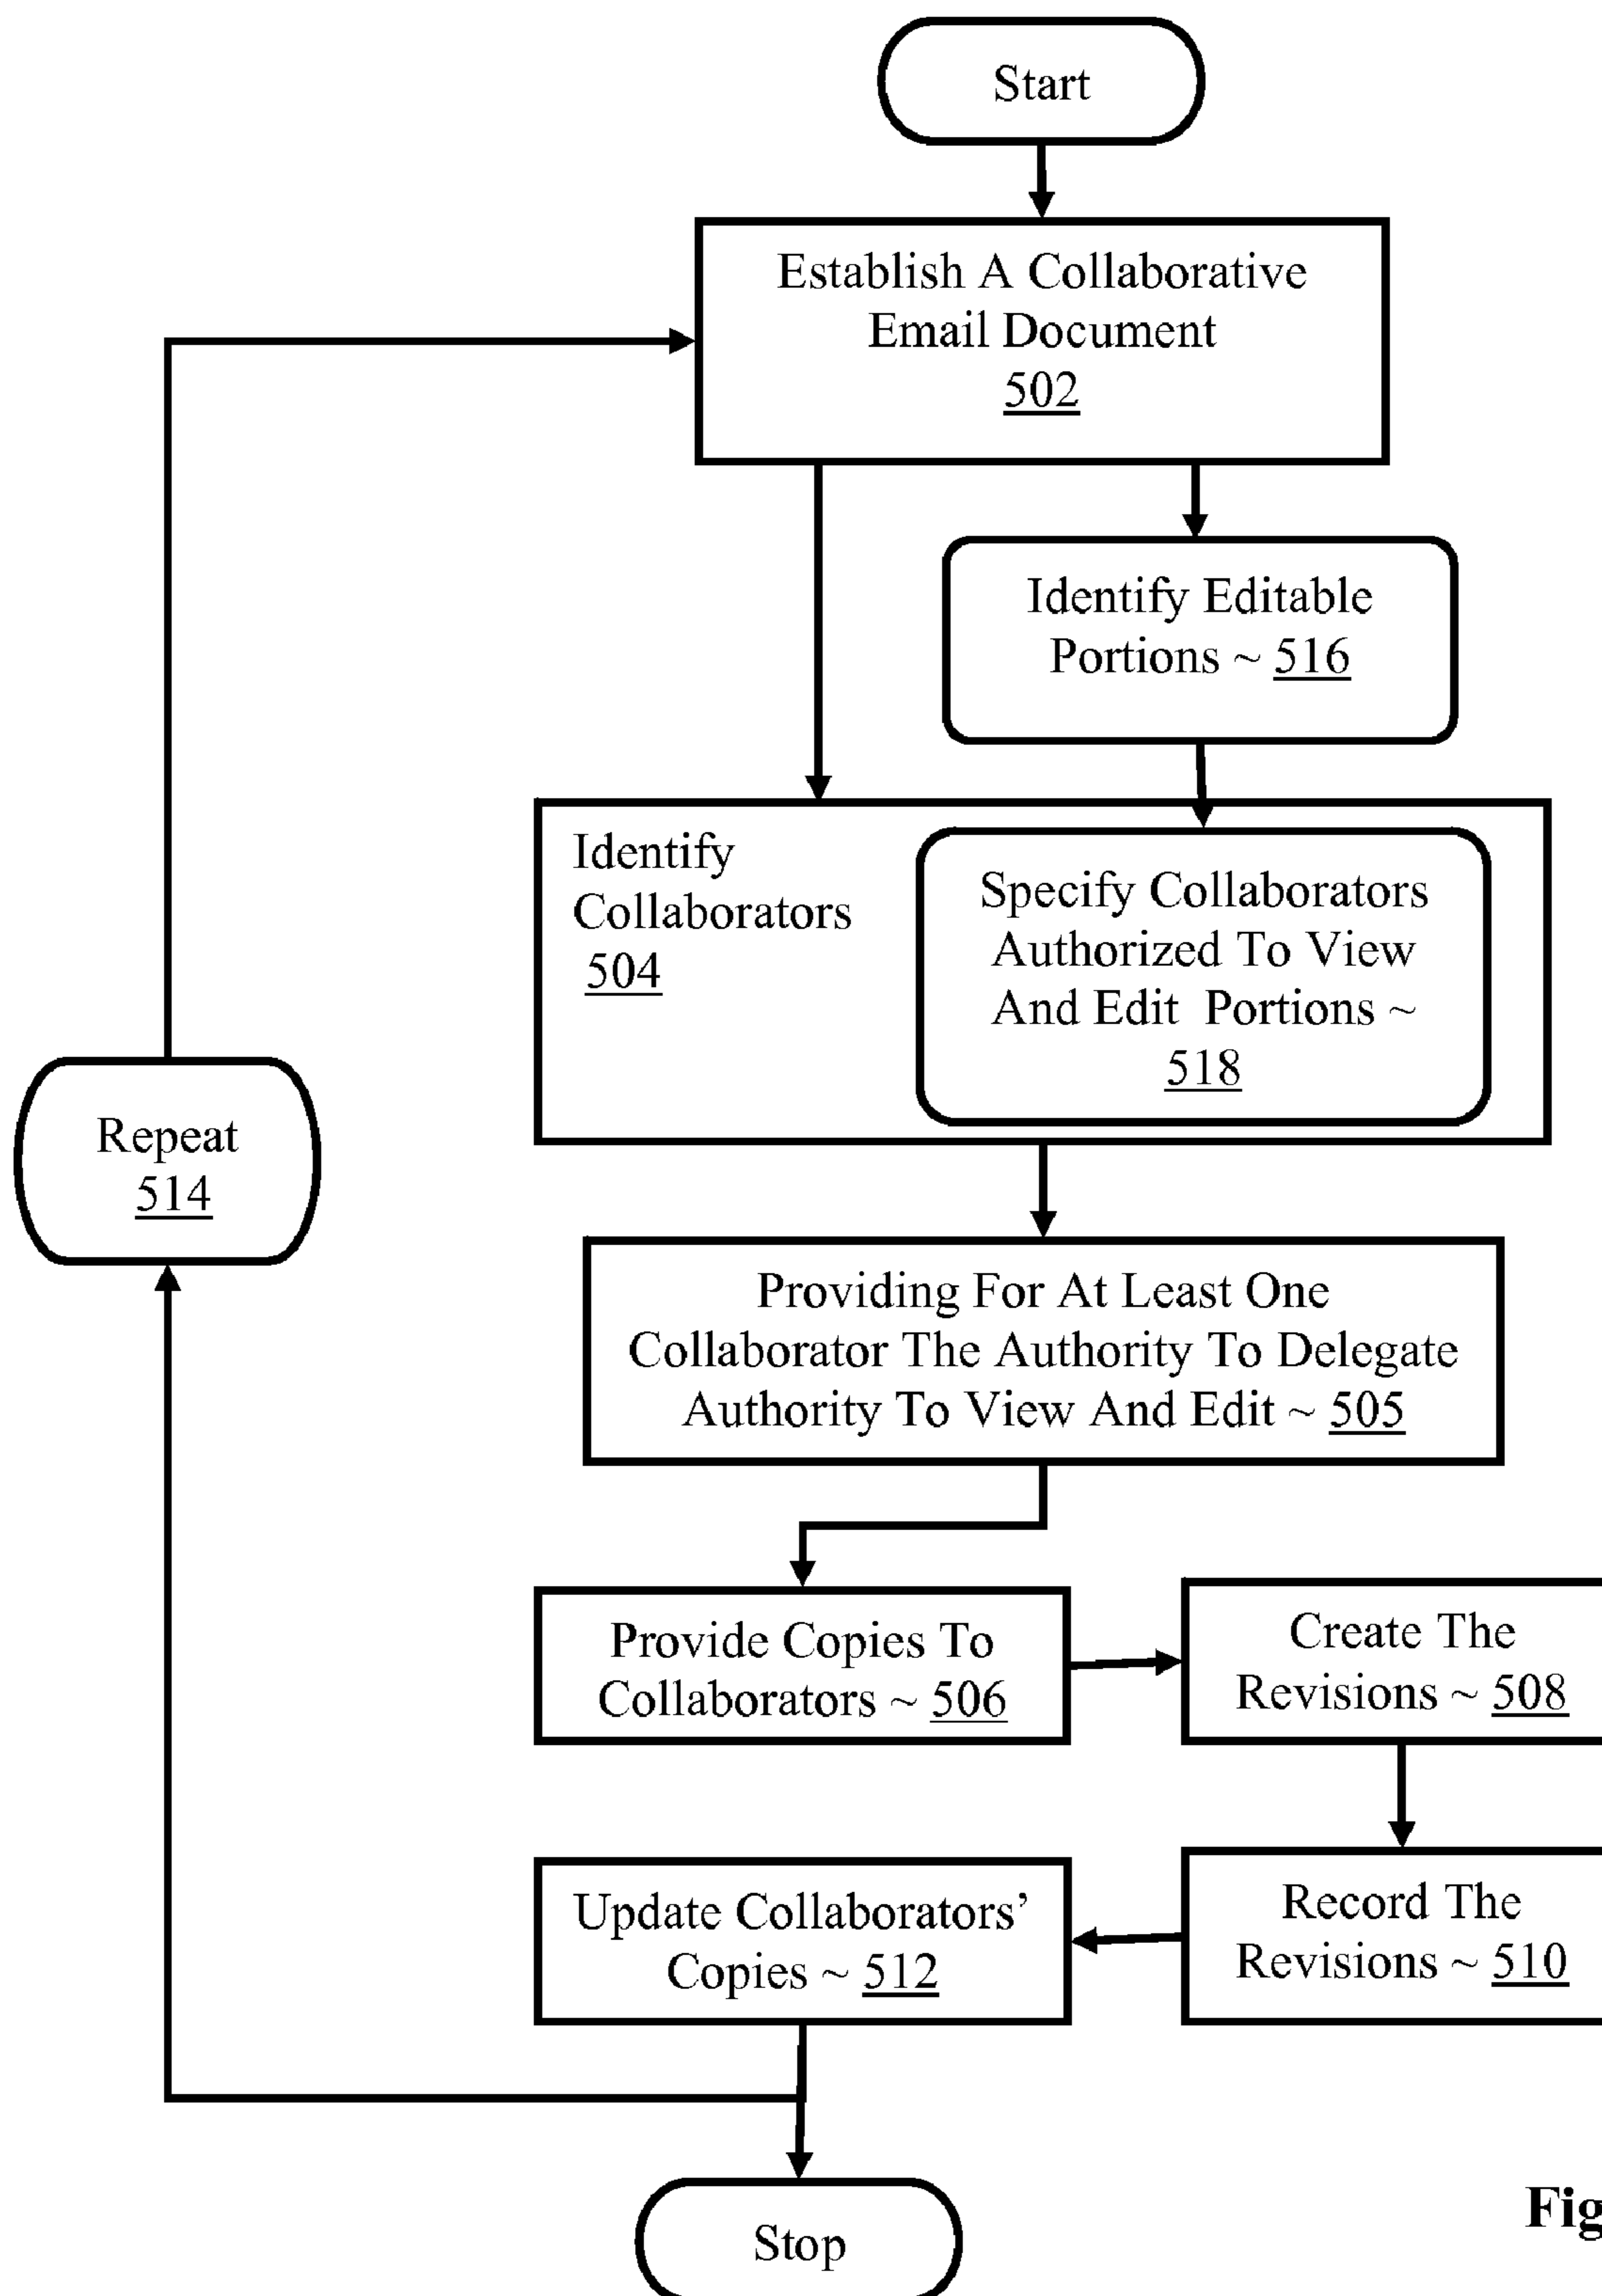 Start
Establish A Collaborative
Email Document
502
Identify Editable
Portions ~ 516
Identify
Collaborators
504
Specify Collaborators
Authorized To View
And Edit Portions ~
518
Repeat
514
Providing For At Least One
Collaborator The Authority To Delegate
Authority To View And Edit ~ 505
Provide Copies To
Collaborators ~ 506
Create The
Revisions ~ 508
Update Collaborators’
Copies ~ 512
Record The
Revisions ~ 510
Fig
Stop